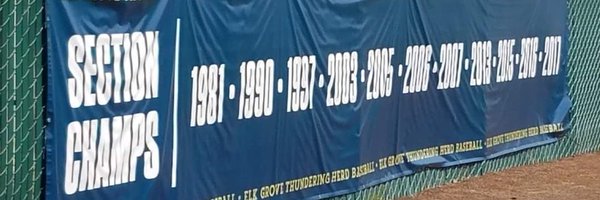 SECTION
CHAMPS
1981 • 1990 • 1997 • 2003 • 2005 • 2006 • 2007 • 2013 • 2015 • 2016 • 2017
BALL • ELK GROVE THUNDERING HERD BASEBALL • ELK GROVE THUNDERING HERD BASEBALL • ELK GROVE THUNDERING HERD BASEBALL